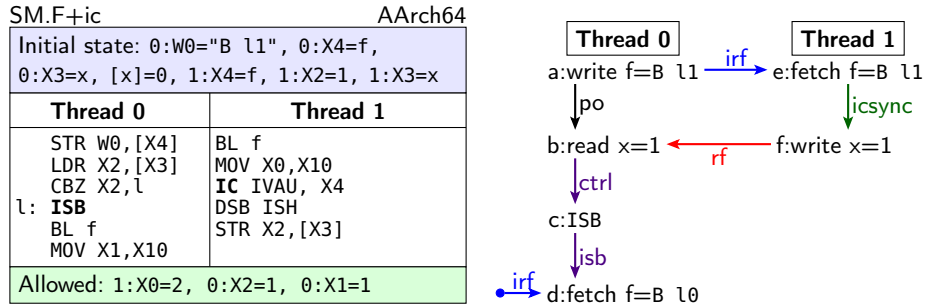 SM.F+ic AArch64
Initial state: 0:W0="B l1", 0:X4=f,
0:X3=x, [x]=0, 1:X4=f, 1:X2=1, 1:X3=x
Thread 0 Thread 1
STR W0,[X4] BL f
LDR X2,[X3] MOV X0,X10
CBZ X2,l IC IVAU, X4
l: ISB DSB ISH
BL f STR X2,[X3]
MOV X1,X10
Allowed: 1:X0=2, 0:X2=1, 0:X1=1
Thread 0 Thread 1
a:write f=B l1 irf e:fetch f=B l1
po icsync
b:read x=1 rf f:write x=1
ctrl
c:ISB
isb
irf d:fetch f=B l0